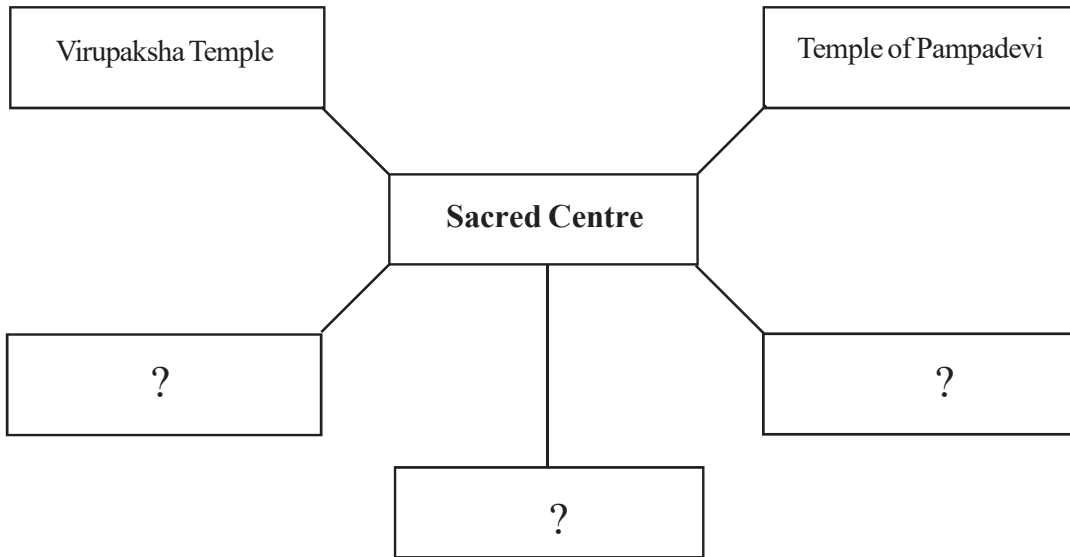 Virupaksha Temple
Temple of Pampadevi
Sacred Centre
?
?
?